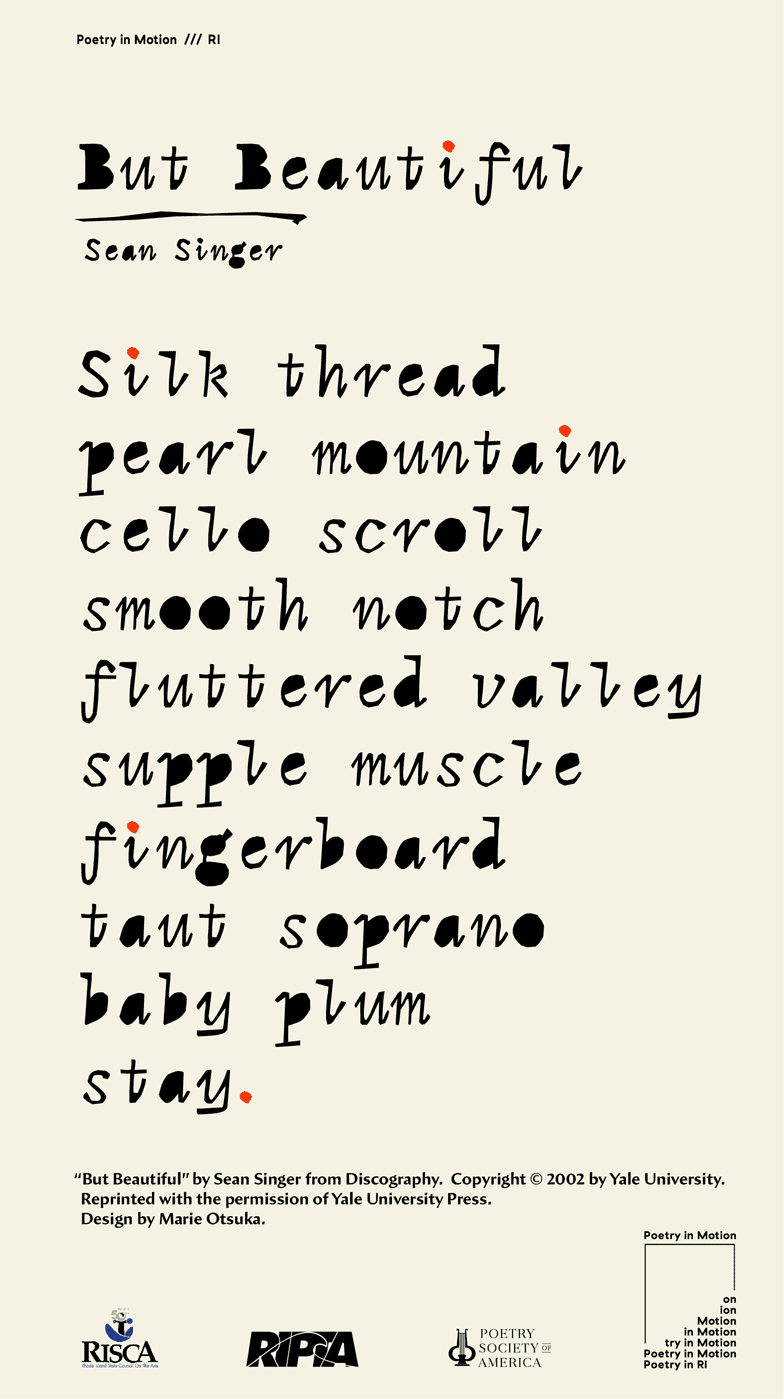 Poetry in Motion /// RI
But Beautiful
Sean Singer
Silk thread
pearl mountain
cello scroll
smooth notch
fluttered valley
supple muscle
fingerboard
taut soprano
baby plum
stay.
“But Beautiful” by Sean Singer from Discography. Copyright © 2002 by Yale University.
Reprinted with the permission of Yale University Press.
Design by Marie Otsuka.
Poetry in Motion
on
ion
Motion
in Motion
try in Motion
Poetry in Motion
Poetry in RI
RISCA
Rhode Island State Council On The Arts
RIPTA
POETRY
SOCIETY OF
AMERICA